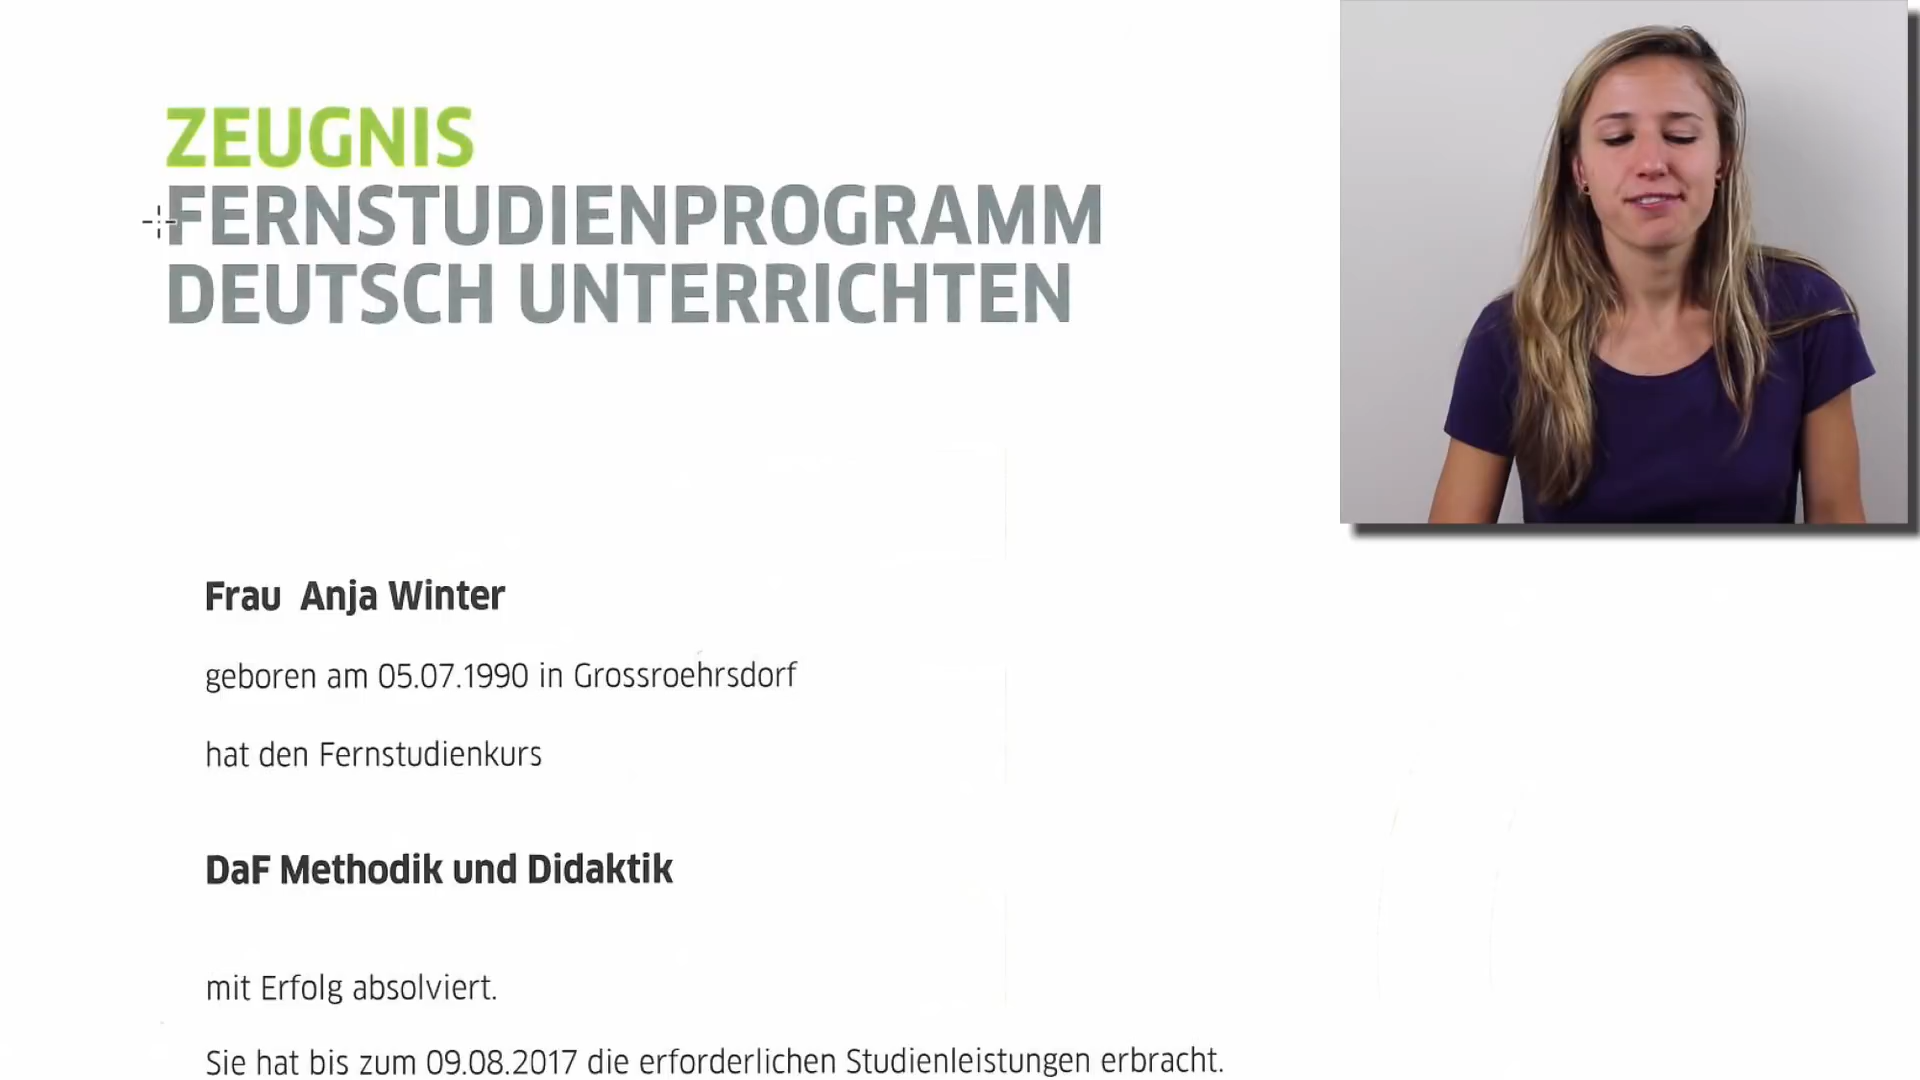 ZEUGNIS
FERNSTUDIENPROGRAMM
DEUTSCH UNTERRICHTEN
Frau Anja Winter
geboren am 05.07.1990 in Grossroehrsdorf
hat den Fernstudienkurs
DaF Methodik und Didaktik
mit Erfolg absolviert.
Sie hat bis zum 09.08.2017 die erforderlichen Studienleistungen erbracht.